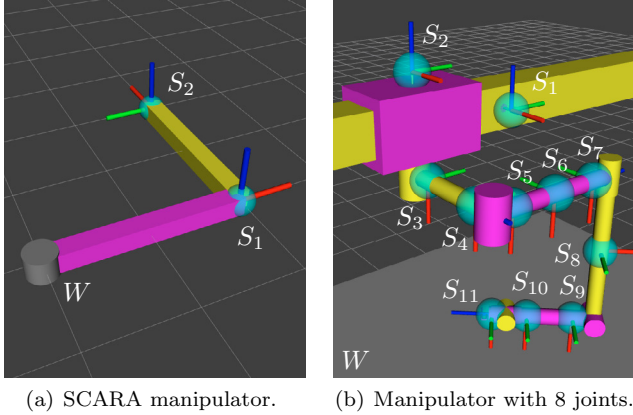 S₂
S₁
W
S₂
S₁
S₇
S₆
S₅
S₃
S₄
S₈
S₁₁
S₁₀
S₉
W
(a) SCARA manipulator.
(b) Manipulator with 8 joints.